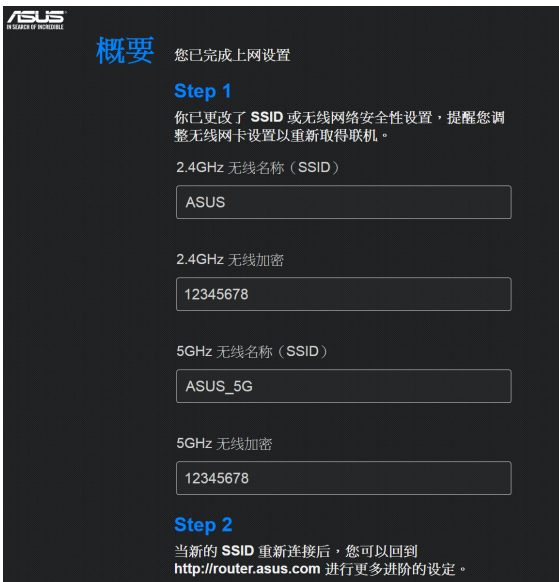 ASUS
IN SEARCH OF INCREDIBLE
概要
您已完成上网设置
Step 1
你已更改了 SSID 或无线网络安全性设置，提醒您调
整无线网卡设置以重新取得联机。
2.4GHz 无线名称（SSID）
ASUS
2.4GHz 无线加密
12345678
5GHz 无线名称（SSID）
ASUS_5G
5GHz 无线加密
12345678
Step 2
当新的 SSID 重新连接后，您可以回到
http://router.asus.com 进行更多进阶的设定。